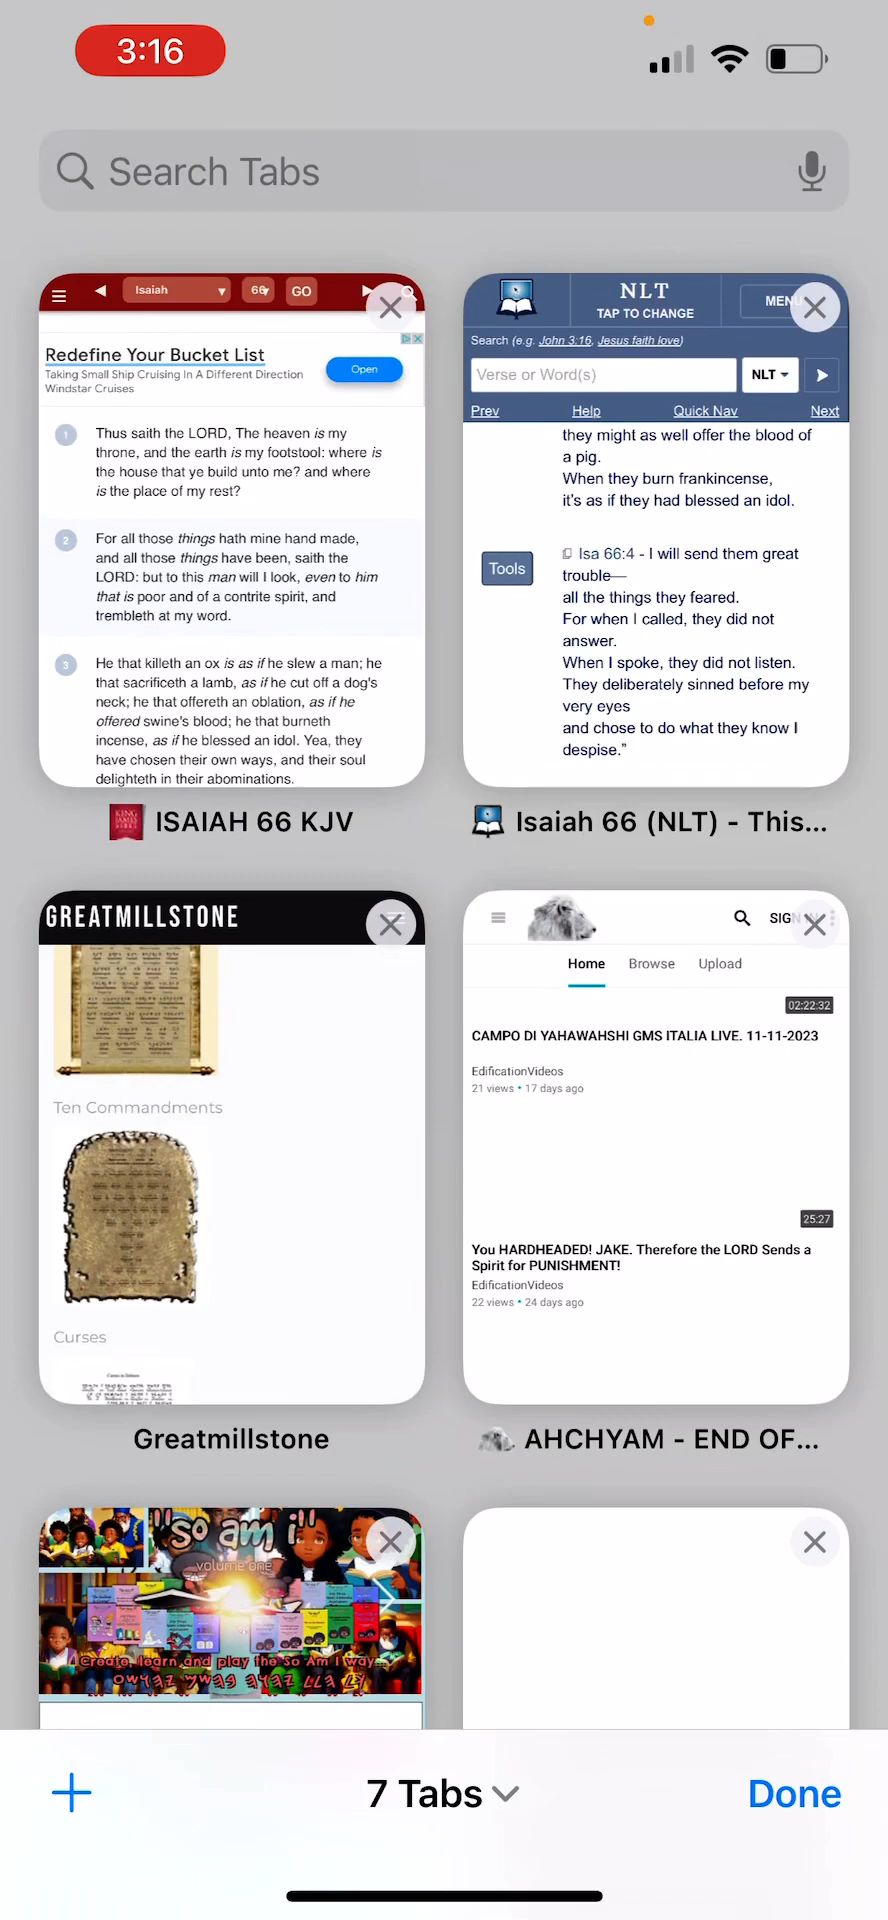 3:16
Search Tabs
Isaiah
66
GO
Redefine Your Bucket List
Taking Small Ship Cruising In A Different Direction
Windstar Cruises
Open
1
Thus saith the LORD, The heaven is my
throne, and the earth is my footstool: where is
the house that ye build unto me? and where
is the place of my rest?
2
For all those things hath mine hand made,
and all those things have been, saith the
LORD: but to this man will I look, even to him
that is poor and of a contrite spirit, and
trembleth at my word.
3
He that killeth an ox is as if he slew a man; he
that sacrificeth a lamb, as if he cut off a dog's
neck; he that offereth an oblation, as if he
offered swine's blood; he that burneth
incense, as if he blessed an idol. Yea, they
have chosen their own ways, and their soul
delighteth in their abominations.
KING JAMES BIBLE
ISAIAH 66 KJV
NLT
TAP TO CHANGE
MENU
Search (e.g. John 3:16, Jesus faith love)
Verse or Word(s)
NLT
Prev
Help
Quick Nav
Next
they might as well offer the blood of
a pig.
When they burn frankincense,
it's as if they had blessed an idol.
Tools
Isa 66:4 - I will send them great
trouble—
all the things they feared.
For when I called, they did not
answer.
When I spoke, they did not listen.
They deliberately sinned before my
very eyes
and chose to do what they know I
despise.”
Isaiah 66 (NLT) - This...
GREATMILLSTONE
Ten Commandments
Curses
Greatmillstone
SIGN
Home
Browse
Upload
02:22:32
CAMPO DI YAHAWAHSHI GMS ITALIA LIVE. 11-11-2023
EdificationVideos
21 views • 17 days ago
25:27
You HARDHEADED! JAKE. Therefore the LORD Sends a
Spirit for PUNISHMENT!
EdificationVideos
22 views • 24 days ago
AHCHYAM - END OF...
"so am i"
volume one
Create, learn and play the So Am I way...
7 Tabs
Done